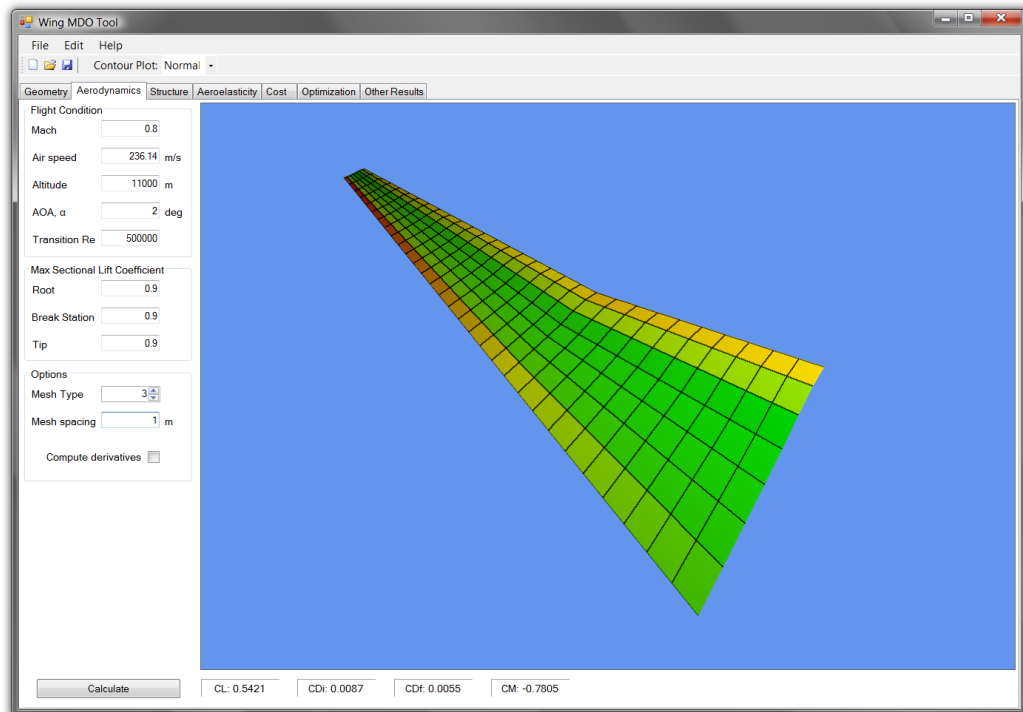 Wing MDO Tool
File Edit Help
Contour Plot: Normal
Geometry Aerodynamics Structure Aeroelasticity Cost Optimization Other Results
Flight Condition
Mach 0.8
Air speed 236.14 m/s
Altitude 11000 m
AOA, α 2 deg
Transition Re 500000
Max Sectional Lift Coefficient
Root 0.9
Break Station 0.9
Tip 0.9
Options
Mesh Type 3
Mesh spacing 1 m
Compute derivatives
Calculate CL: 0.5421 CDi: 0.0087 CDf: 0.0055 CM: -0.7805